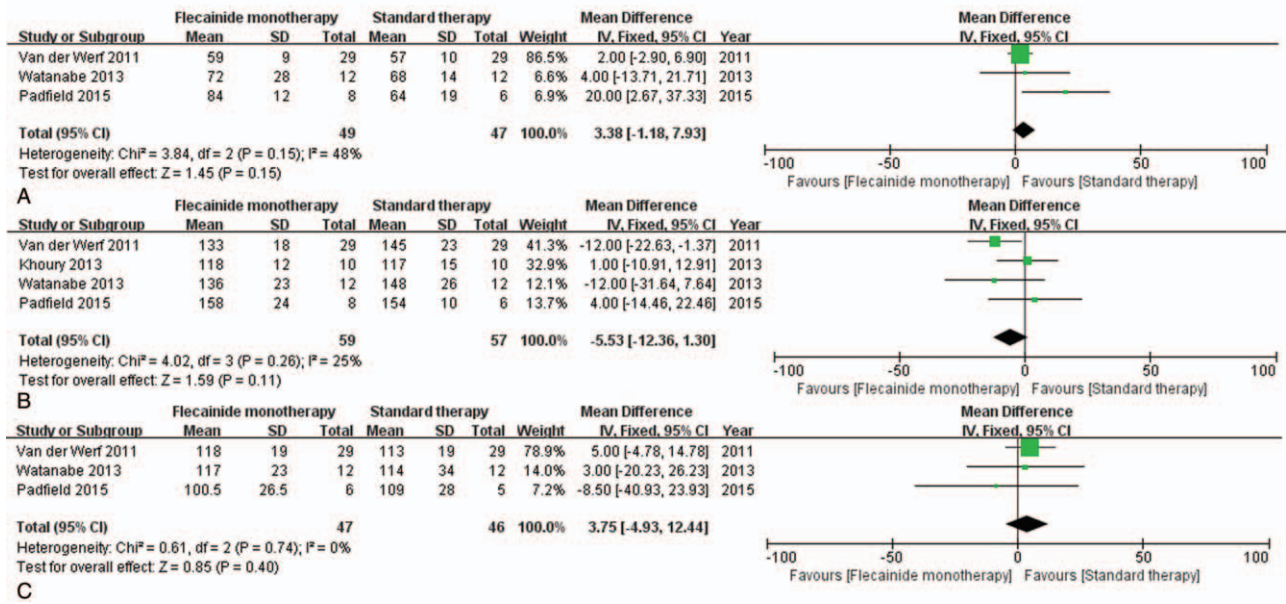 Flecainide monotherapy Standard therapy Mean Difference Mean Difference
Study or Subgroup Mean SD Total Mean SD Total Weight IV, Fixed, 95% CI Year IV, Fixed, 95% CI
Van der Werf 2011 59 9 29 57 10 29 86.5% 2.00 [-2.90, 6.90] 2011
Watanabe 2013 72 28 12 68 14 12 6.6% 4.00 [-13.71, 21.71] 2013
Padfield 2015 84 12 8 64 19 6 6.9% 20.00 [2.67, 37.33] 2015
Total (95% CI) 49 47 100.0% 3.38 [-1.18, 7.93]
Heterogeneity: Chi² = 3.84, df = 2 (P = 0.15); I² = 48%
Test for overall effect: Z = 1.45 (P = 0.15)
-100 -50 0 50 100
Favours [Flecainide monotherapy] Favours [Standard therapy]
A
Flecainide monotherapy Standard therapy Mean Difference Mean Difference
Study or Subgroup Mean SD Total Mean SD Total Weight IV, Fixed, 95% CI Year IV, Fixed, 95% CI
Van der Werf 2011 133 18 29 145 23 29 41.3% -12.00 [-22.63, -1.37] 2011
Khoury 2013 118 12 10 117 15 10 32.9% 1.00 [-10.91, 12.91] 2013
Watanabe 2013 136 23 12 148 26 12 12.1% -12.00 [-31.64, 7.64] 2013
Padfield 2015 158 24 8 154 10 6 13.7% 4.00 [-14.46, 22.46] 2015
Total (95% CI) 59 57 100.0% -5.53 [-12.36, 1.30]
Heterogeneity: Chi² = 4.02, df = 3 (P = 0.26); I² = 25%
Test for overall effect: Z = 1.59 (P = 0.11)
-100 -50 0 50 100
Favours [Flecainide monotherapy] Favours [Standard therapy]
B
Flecainide monotherapy Standard therapy Mean Difference Mean Difference
Study or Subgroup Mean SD Total Mean SD Total Weight IV, Fixed, 95% CI Year IV, Fixed, 95% CI
Van der Werf 2011 118 19 29 113 19 29 78.9% 5.00 [-4.78, 14.78] 2011
Watanabe 2013 117 23 12 114 34 12 14.0% 3.00 [-20.23, 26.23] 2013
Padfield 2015 100.5 26.5 6 109 28 5 7.2% -8.50 [-40.93, 23.93] 2015
Total (95% CI) 47 46 100.0% 3.75 [-4.93, 12.44]
Heterogeneity: Chi² = 0.61, df = 2 (P = 0.74); I² = 0%
Test for overall effect: Z = 0.85 (P = 0.40)
-100 -50 0 50 100
Favours [Flecainide monotherapy] Favours [Standard therapy]
C